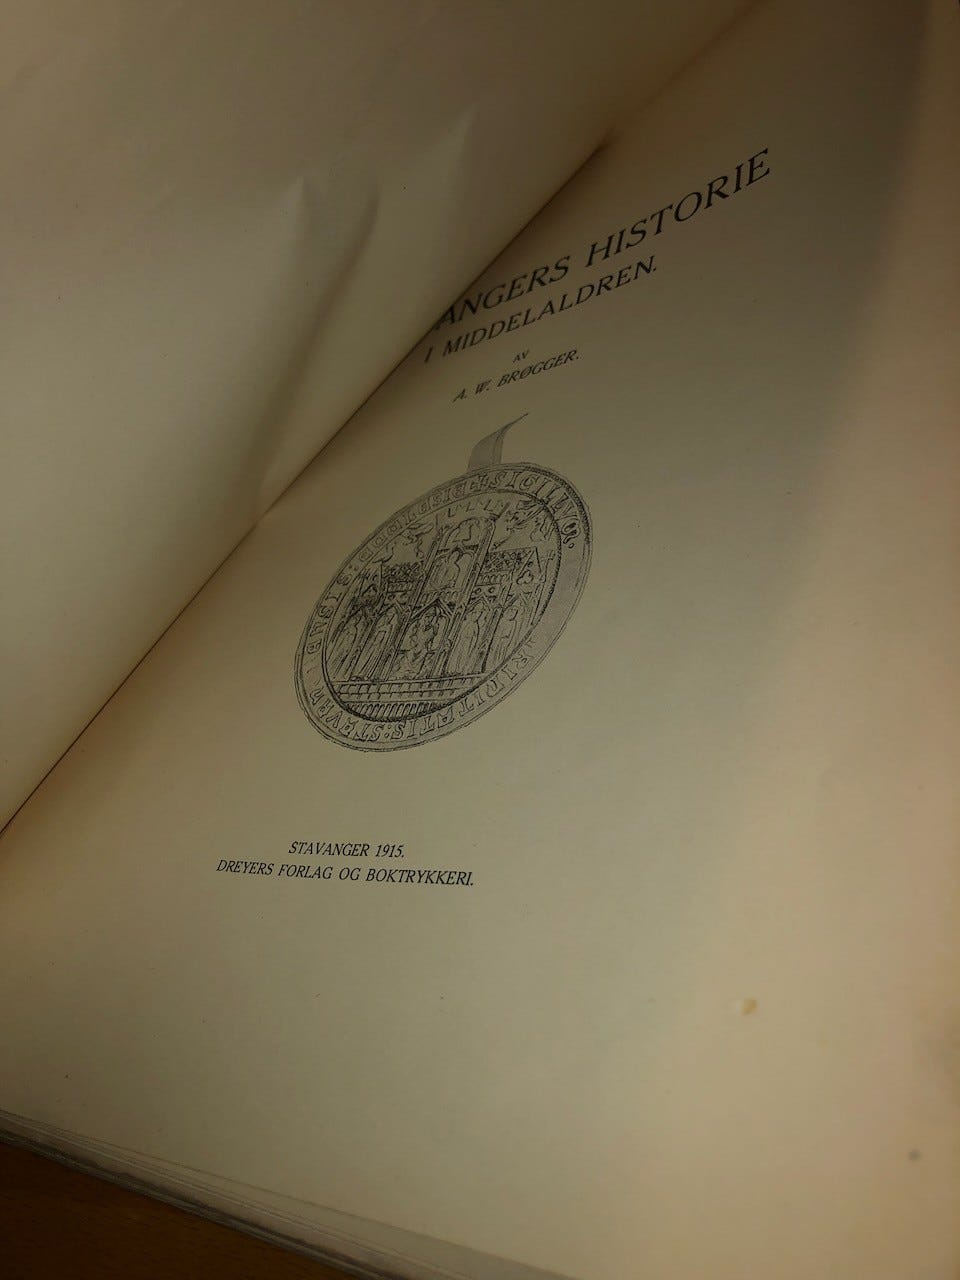 ANGERS HISTORIE
I MIDDELALDREN.
AV
A. W. BRØGGER.
STAVANGER 1915.
DREYERS FORLAG OG BOKTRYKKERI.